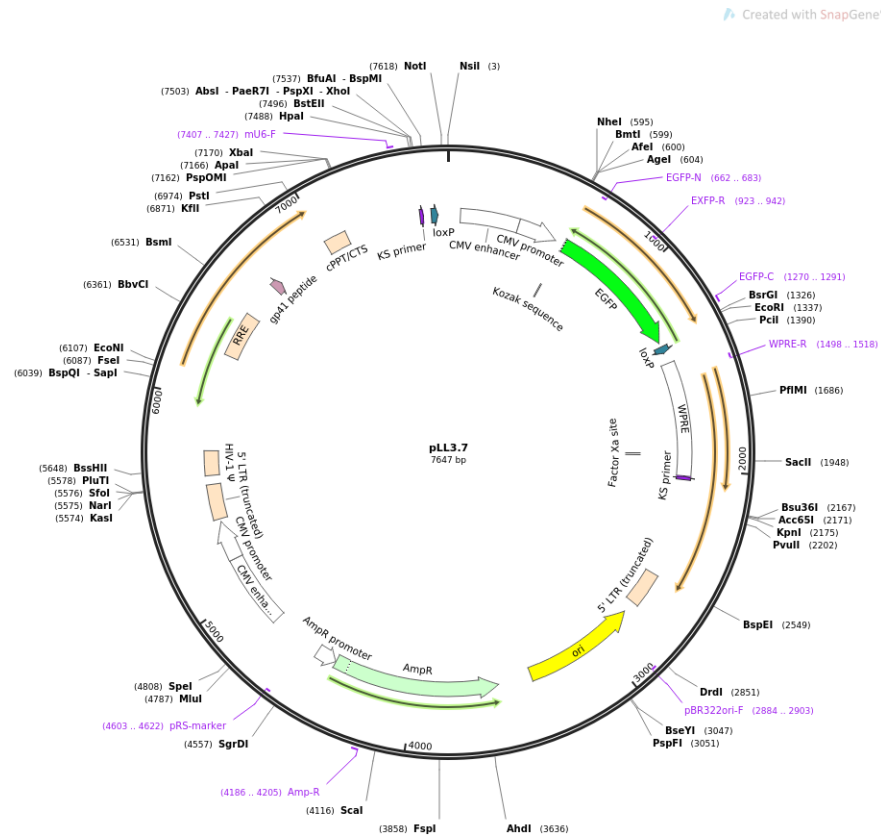 Created with SnapGene
(7618) NotI
NsiI (3)
(7537) BfuAI - BspMI
(7503) AbsI - PaeR7I - PspXI - XhoI
(7496) BstEII
(7488) HpaI
(7407 .. 7427) mU6-F
(7170) XbaI
(7166) ApaI
(7162) PspOMI
(6974) PstI
(6871) KflI
(6531) BsmI
(6361) BbvCI
(6107) EcoNI
(6087) FseI
(6039) BspQI - SapI
(5648) BssHII
(5578) PluTI
(5576) SfoI
(5575) NarI
(5574) KasI
(4808) SpeI
(4787) MluI
(4603 .. 4622) pRS-marker
(4557) SgrDI
(4186 .. 4205) Amp-R
(4116) ScaI
(3858) FspI
AhdI (3636)
NheI (595)
BmtI (599)
AfeI (600)
AgeI (604)
EGFP-N (662 .. 683)
EXFP-R (923 .. 942)
EGFP-C (1270 .. 1291)
BsrGI (1326)
EcoRI (1337)
PciI (1390)
WPRE-R (1498 .. 1518)
PflMI (1686)
SacII (1948)
Bsu36I (2167)
Acc65I (2171)
KpnI (2175)
PvuII (2202)
BspEI (2549)
DrdI (2851)
pBR322ori-F (2884 .. 2903)
BseYI (3047)
PspFI (3051)
1000
2000
3000
4000
5000
6000
7000
KS primer
loxP
CMV enhancer
CMV promoter
EGFP
Kozak sequence
loxP
WPRE
Factor Xa site
KS primer
5' LTR (truncated)
ori
AmpR
AmpR promoter
CMV enha...
CMV promoter
5' LTR (truncated)
HIV-1 Ψ
RRE
gp41 peptide
cPPT/CTS
pLL3.7
7647 bp